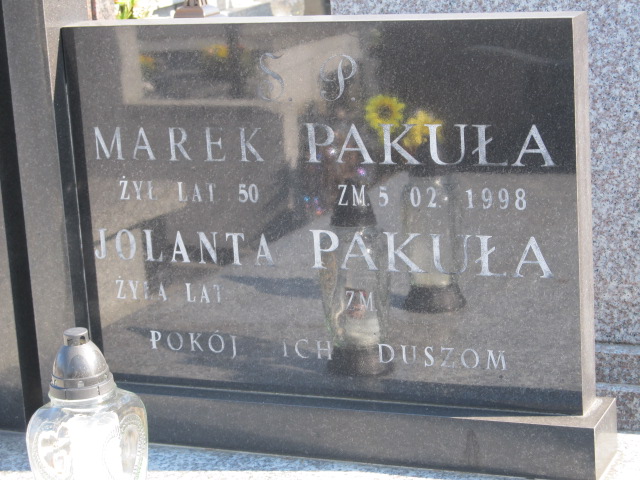 Ś. P.
MAREK PAKUŁA
ŻYŁ LAT 50 ZM 5 02 1998
JOLANTA PAKUŁA
ŻYŁA LAT ZM
POKÓJ ICH DUSZOM